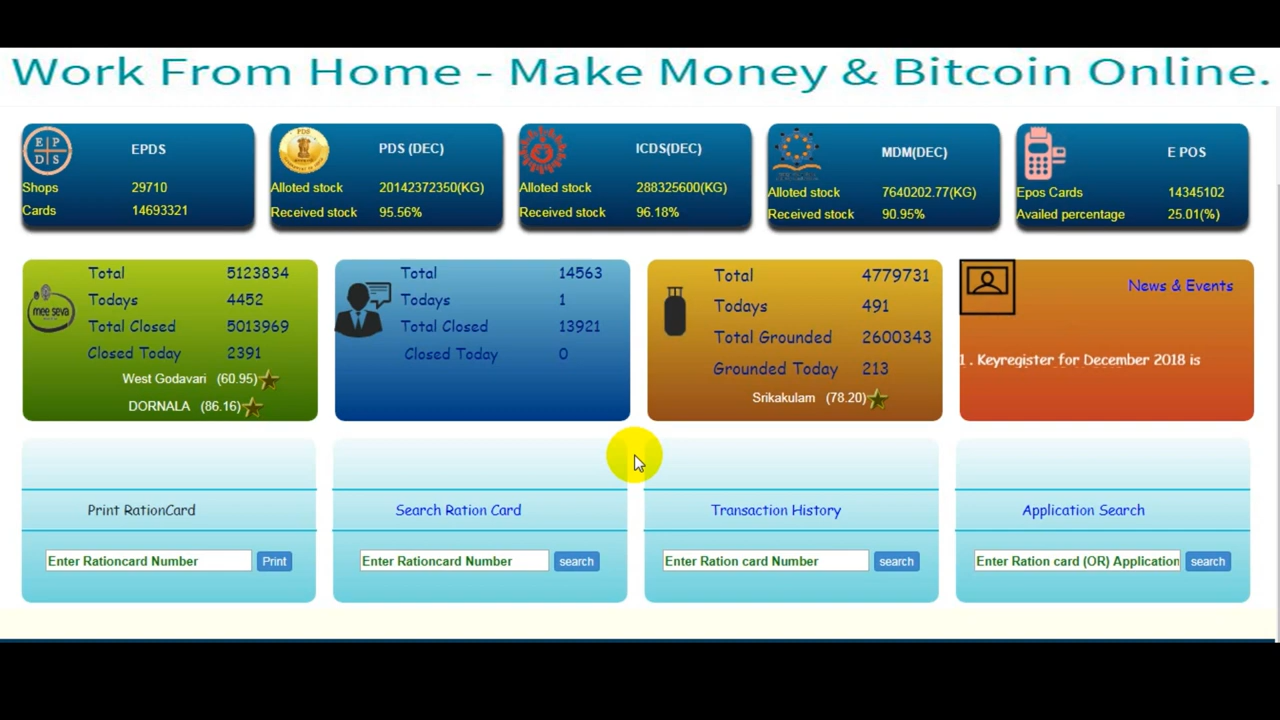 Work From Home - Make Money & Bitcoin Online.
E P D S
EPDS
Shops 29710
Cards 14693321
PDS
PDS (DEC)
Alloted stock 20142372350(KG)
Received stock 95.56%
ICDS(DEC)
Alloted stock 288325600(KG)
Received stock 96.18%
MDM(DEC)
Alloted stock 7640202.77(KG)
Received stock 90.95%
E POS
Epos Cards 14345102
Availed percentage 25.01(%)
mee seva
Total 5123834
Todays 4452
Total Closed 5013969
Closed Today 2391
West Godavari (60.95)
DORNALA (86.16)
Total 14563
Todays 1
Total Closed 13921
Closed Today 0
Total 4779731
Todays 491
Total Grounded 2600343
Grounded Today 213
Srikakulam (78.20)
News & Events
1 . Keyregister for December 2018 is
Print RationCard
Enter Rationcard Number Print
Search Ration Card
Enter Rationcard Number search
Transaction History
Enter Ration card Number search
Application Search
Enter Ration card (OR) Application search